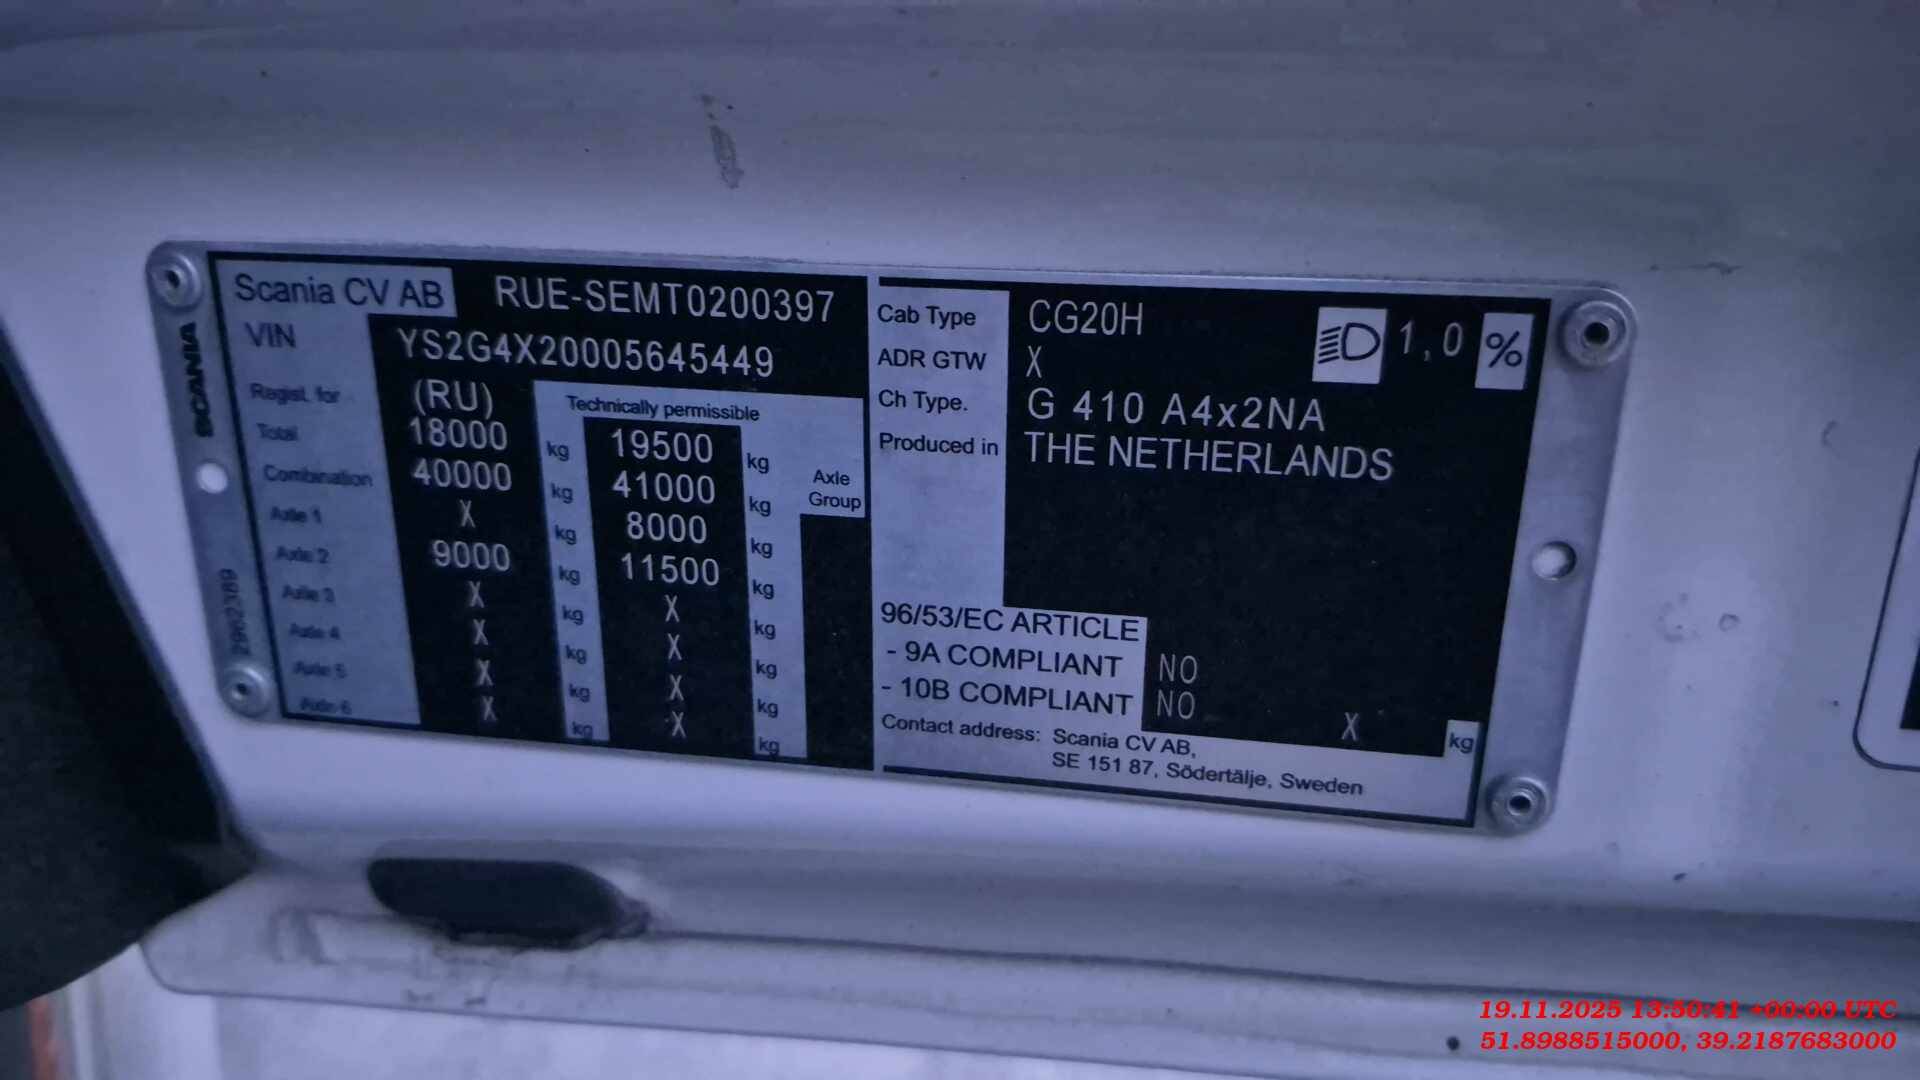 SCANIA
2962389
Scania CV AB RUE-SEMT0200397
VIN YS2G4X20005645449
Regist. for (RU) Technically permissible
Total 18000 kg 19500 kg
Combination 40000 kg 41000 kg Axle Group
Axle 1 X kg 8000 kg
Axle 2 9000 kg 11500 kg
Axle 3 X kg X kg
Axle 4 X kg X kg
Axle 5 X kg X kg
Axle 6 X kg X kg
Cab Type CG20H 1,0 %
ADR GTW X
Ch Type. G 410 A4x2NA
Produced in THE NETHERLANDS
96/53/EC ARTICLE
- 9A COMPLIANT NO
- 10B COMPLIANT NO X kg
Contact address: Scania CV AB,
SE 151 87, Södertälje, Sweden
19.11.2025 13:50:41 +00:00 UTC
51.8988515000, 39.2187683000